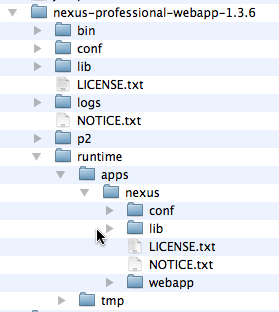 nexus-professional-webapp-1.3.6
bin
conf
lib
LICENSE.txt
logs
NOTICE.txt
p2
runtime
apps
nexus
conf
lib
LICENSE.txt
NOTICE.txt
webapp
tmp